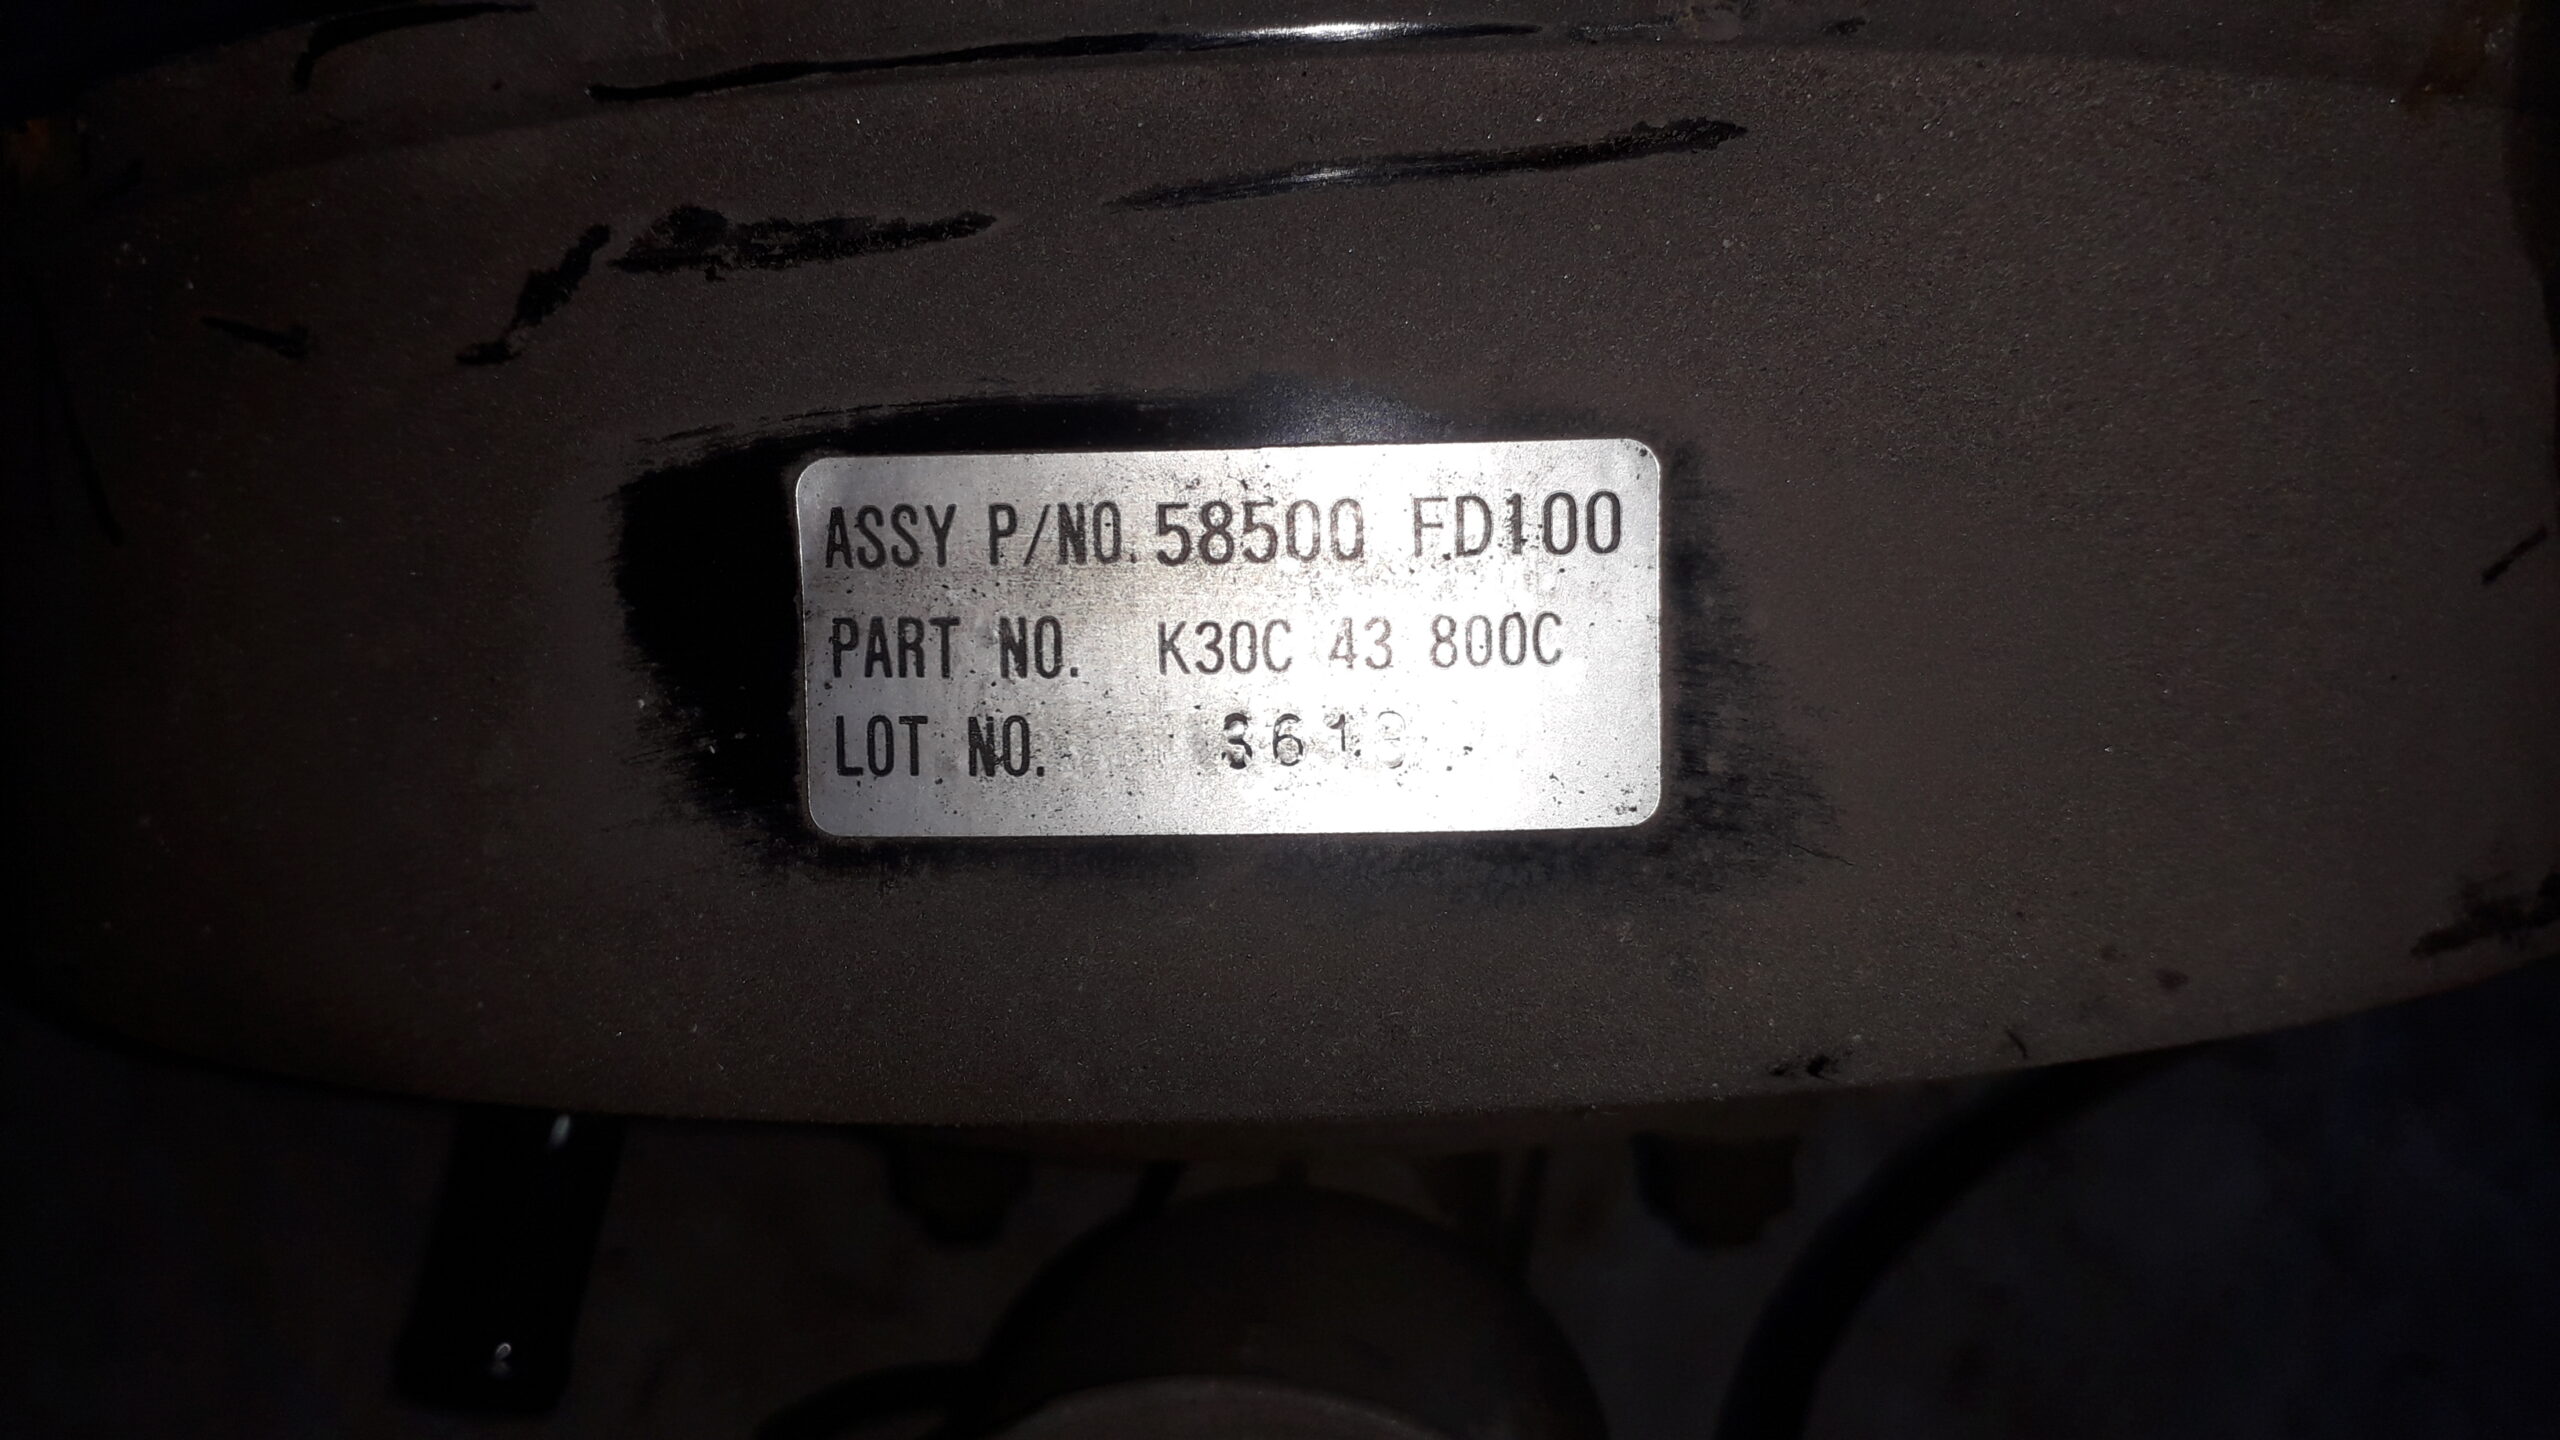 ASSY P/NO. 58500 FD100
PART NO. K30C 43 800C
LOT NO.